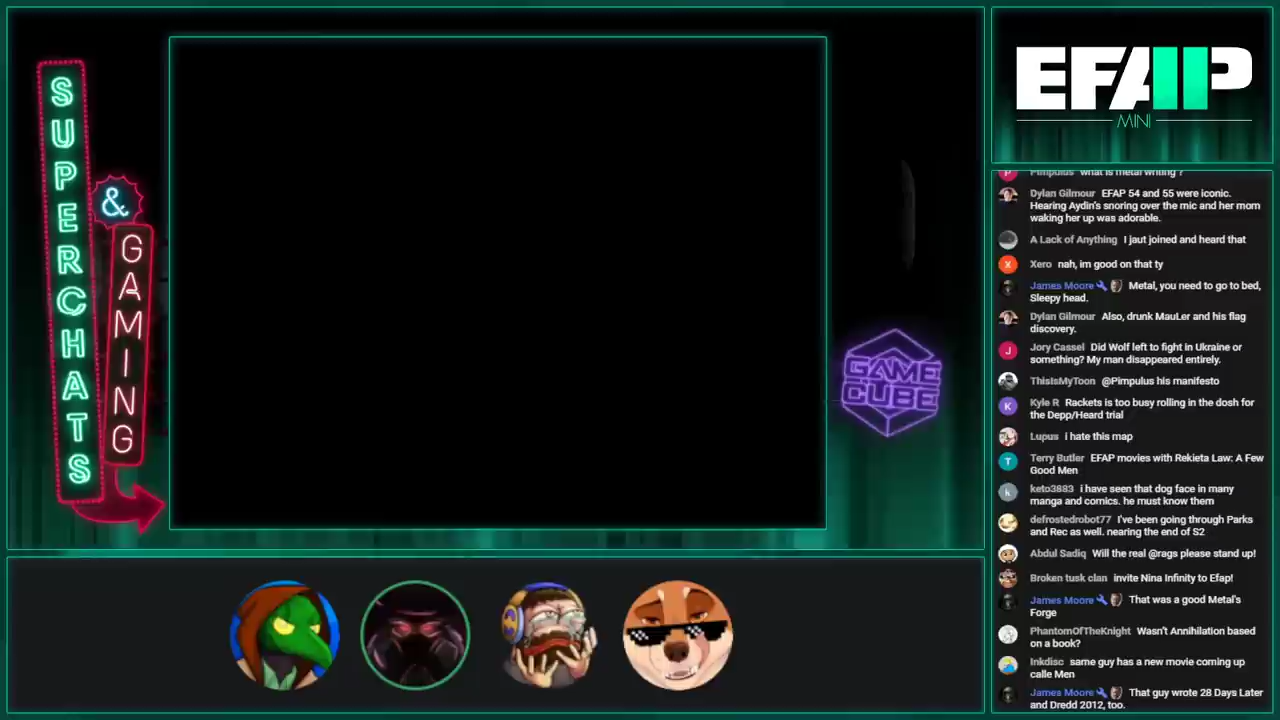 SUPERCHATS
&
GAMING
GAME
CUBE
EFAP
MINI
Pimpulus what is metal writing ?
Dylan Gilmour EFAP 54 and 55 were iconic.
Hearing Aydin's snoring over the mic and her mom
waking her up was adorable.
A Lack of Anything I jaut joined and heard that
X
Xero nah, im good on that ty
James Moore Metal, you need to go to bed,
Sleepy head.
Dylan Gilmour Also, drunk MauLer and his flag
discovery.
J
Jory Cassel Did Wolf left to fight in Ukraine or
something? My man disappeared entirely.
ThisIsMyToon @Pimpulus his manifesto
K
Kyle R Rackets is too busy rolling in the dosh for
the Depp/Heard trial
Lupus i hate this map
T
Terry Butler EFAP movies with Rekieta Law: A Few
Good Men
k
keto3883 i have seen that dog face in many
manga and comics. he must know them
defrostedrobot77 I've been going through Parks
and Rec as well. nearing the end of S2
Abdul Sadiq Will the real @rags please stand up!
Broken tusk clan invite Nina Infinity to Efap!
James Moore That was a good Metal's
Forge
PhantomOfTheKnight Wasn't Annihilation based
on a book?
Inkdisc same guy has a new movie coming up
calle Men
James Moore That guy wrote 28 Days Later
and Dredd 2012, too.